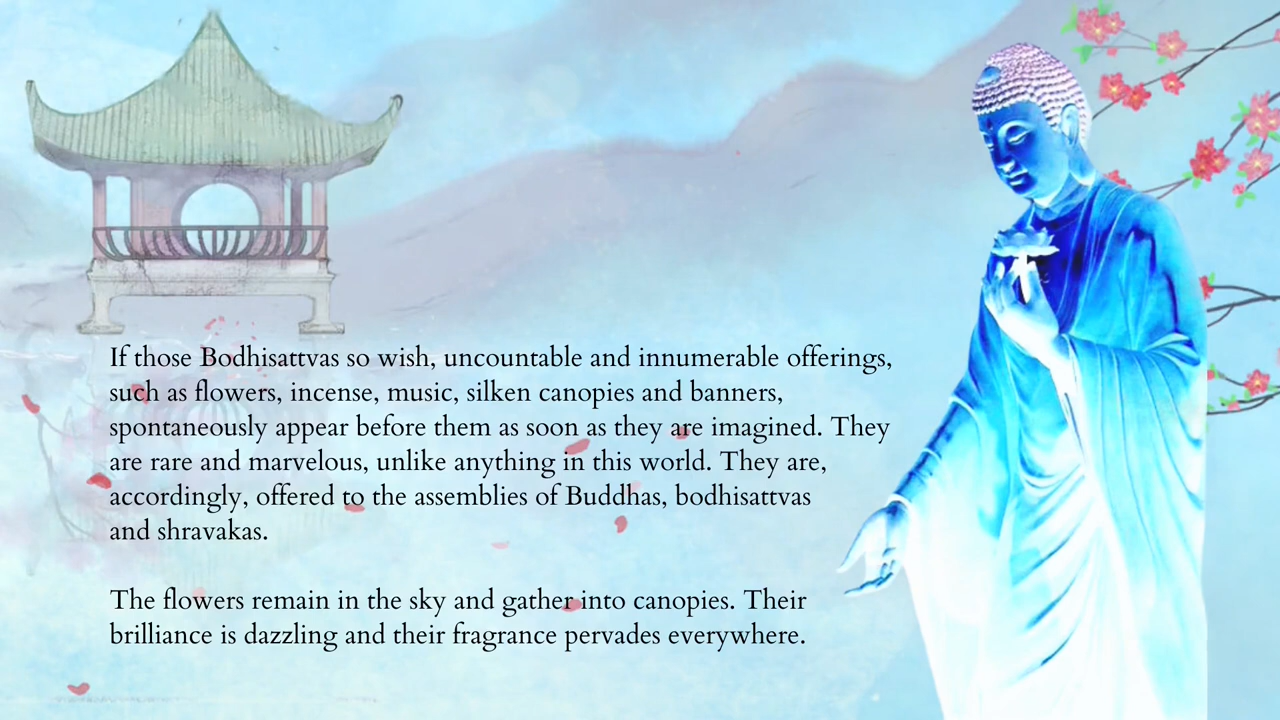 If those Bodhisattvas so wish, uncountable and innumerable offerings,
such as flowers, incense, music, silken canopies and banners,
spontaneously appear before them as soon as they are imagined. They
are rare and marvelous, unlike anything in this world. They are,
accordingly, offered to the assemblies of Buddhas, bodhisattvas
and shravakas.
The flowers remain in the sky and gather into canopies. Their
brilliance is dazzling and their fragrance pervades everywhere.